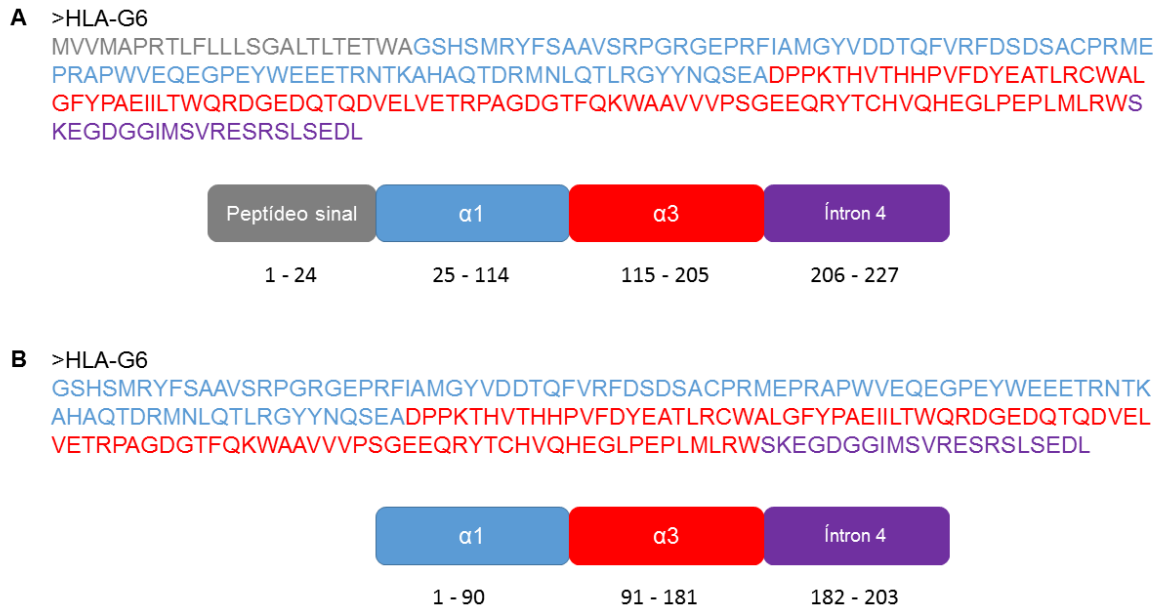 A >HLA-G6
MVVMAPRTLFLLLSGALTLTETWAGSHSMRYFSAAVSRPGRGEPRFIAMGYVDDTQFVRFDSDSACPRME
PRAPWVEQEGPEYWEEETRNTKAHAQTDRMNLQTLRGYYNQSEADPPKTHVTHHPVFDYEATLRCWAL
GFYPAEIILTWQRDGEDQTQDVELVETRPAGDGTFQKWAAVVVPSGEEQRYTCHVQHEGLPEPLMLRWS
KEGDGGIMSVRESRSLSEDL
Peptídeo sinal α1 α3 Íntron 4
1 - 24 25 - 114 115 - 205 206 - 227
B >HLA-G6
GSHSMRYFSAAVSRPGRGEPRFIAMGYVDDTQFVRFDSDSACPRMEPRAPWVEQEGPEYWEEETRNTK
AHAQTDRMNLQTLRGYYNQSEADPPKTHVTHHPVFDYEATLRCWALGFYPAEIILTWQRDGEDQTQDVEL
VETRPAGDGTFQKWAAVVVPSGEEQRYTCHVQHEGLPEPLMLRWSKEGDGGIMSVRESRSLSEDL
α1 α3 Íntron 4
1 - 90 91 - 181 182 - 203